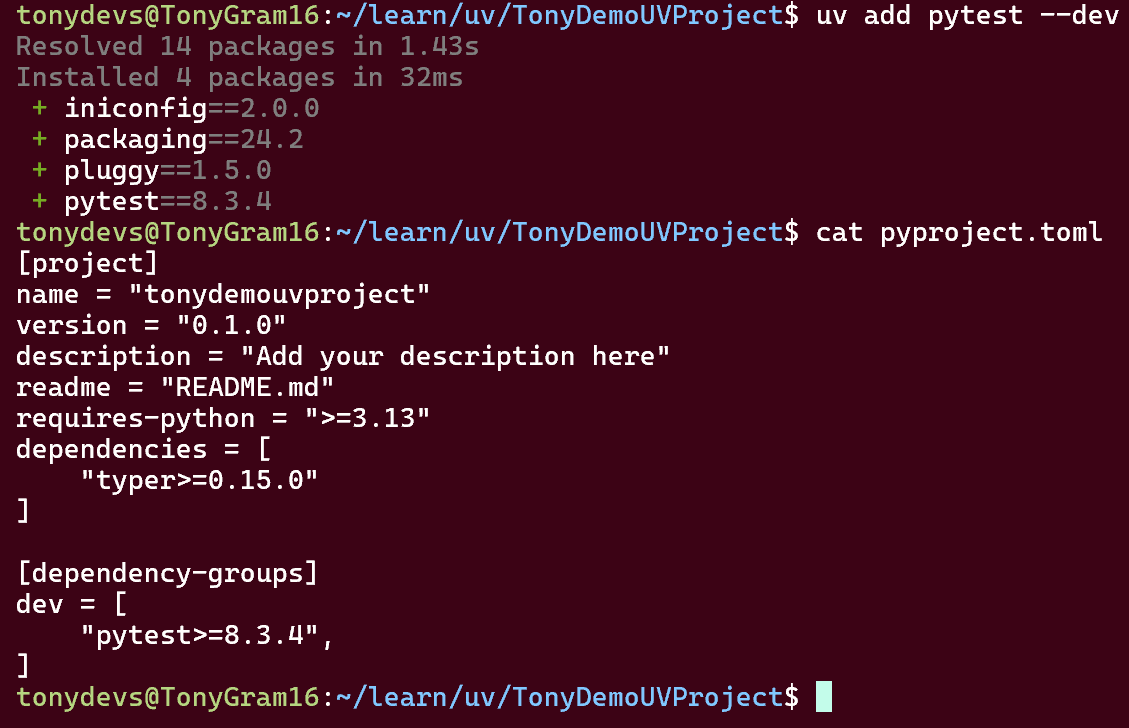 tonydevs@TonyGram16:~/learn/uv/TonyDemoUVProject$ uv add pytest --dev
Resolved 14 packages in 1.43s
Installed 4 packages in 32ms
 + iniconfig==2.0.0
 + packaging==24.2
 + pluggy==1.5.0
 + pytest==8.3.4
tonydevs@TonyGram16:~/learn/uv/TonyDemoUVProject$ cat pyproject.toml
[project]
name = "tonydemouvproject"
version = "0.1.0"
description = "Add your description here"
readme = "README.md"
requires-python = ">=3.13"
dependencies = [
    "typer>=0.15.0"
]

[dependency-groups]
dev = [
    "pytest>=8.3.4",
]
tonydevs@TonyGram16:~/learn/uv/TonyDemoUVProject$